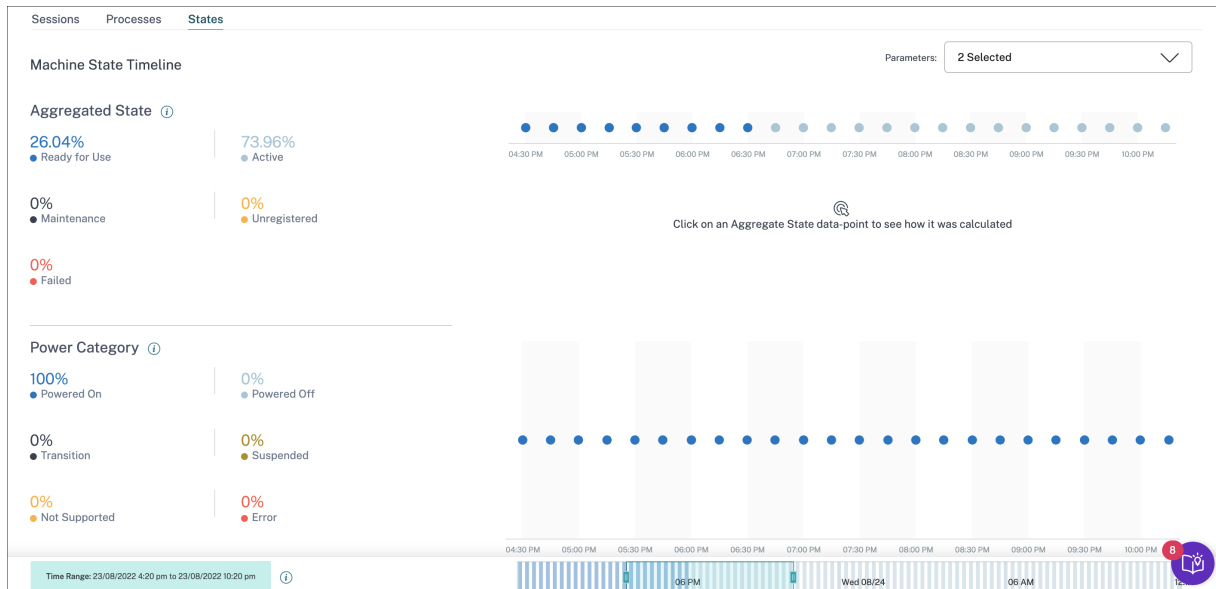 Sessions Processes States
Machine State Timeline
Parameters: 2 Selected
Aggregated State
26.04%
Ready for Use
73.96%
Active
0%
Maintenance
0%
Unregistered
0%
Failed
04:30 PM 05:00 PM 05:30 PM 06:00 PM 06:30 PM 07:00 PM 07:30 PM 08:00 PM 08:30 PM 09:00 PM 09:30 PM 10:00 PM
Click on an Aggregate State data-point to see how it was calculated
Power Category
100%
Powered On
0%
Powered Off
0%
Transition
0%
Suspended
0%
Not Supported
0%
Error
04:30 PM 05:00 PM 05:30 PM 06:00 PM 06:30 PM 07:00 PM 07:30 PM 08:00 PM 08:30 PM 09:00 PM 09:30 PM 10:00 PM
8
Time Range: 23/08/2022 4:20 pm to 23/08/2022 10:20 pm
06 PM Wed 08/24 06 AM